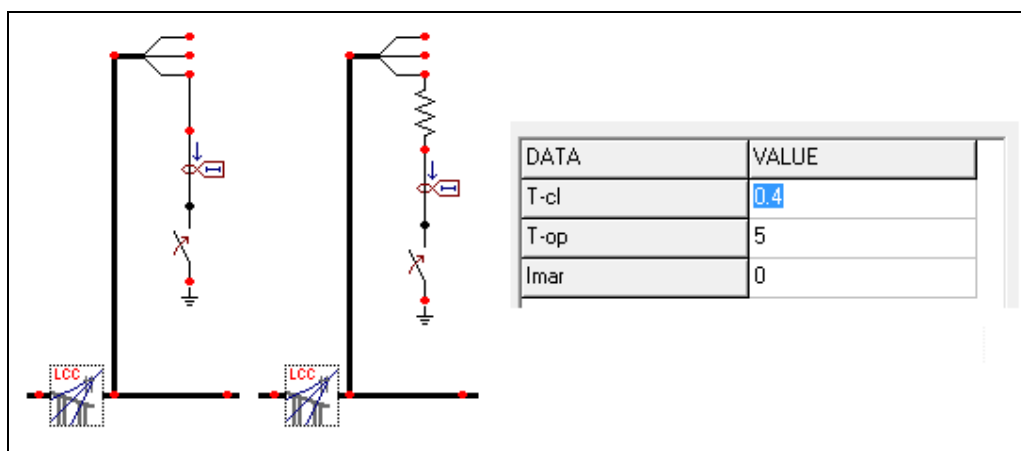 LCC
LCC
DATA VALUE
T-cl 0.4
T-op 5
Imar 0